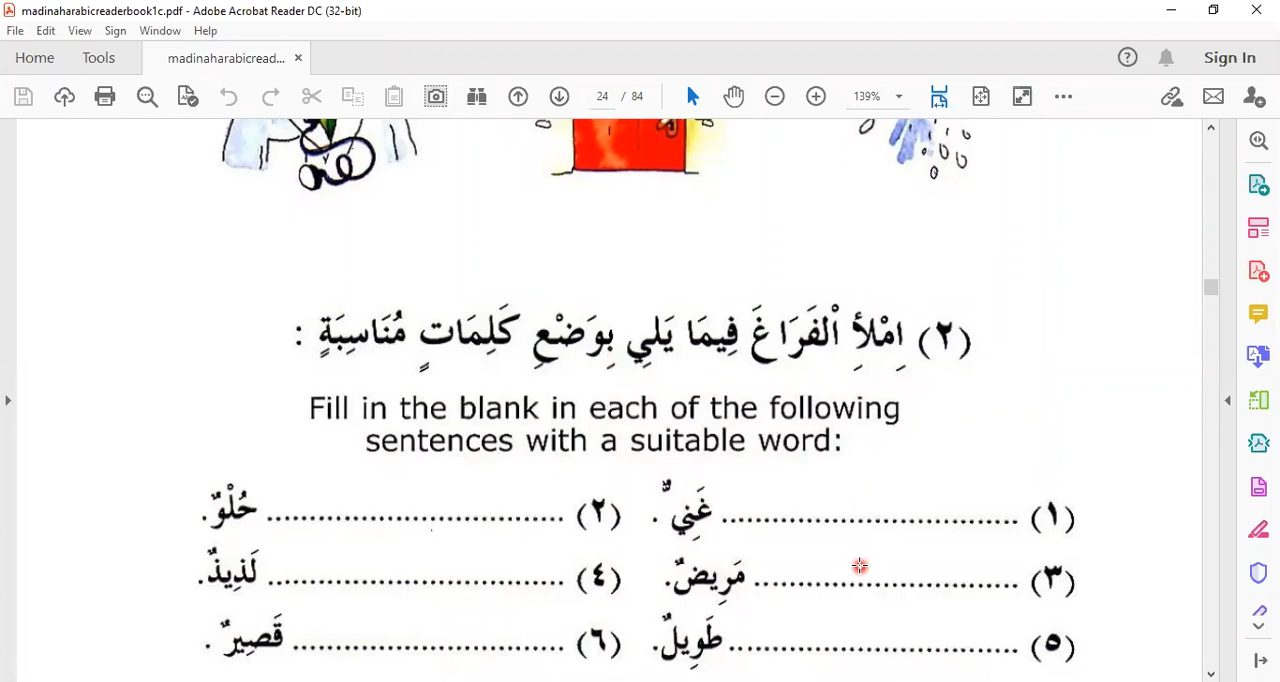 madinaharabicreaderbook1c.pdf - Adobe Acrobat Reader DC (32-bit)
File Edit View Sign Window Help
Home Tools madinaharabicread... × Sign In
24 / 84 139%
(٢) اِمْلأِ الْفَرَاغَ فِيمَا يَلِي بِوَضْعِ كَلِمَاتٍ مُنَاسِبَةٍ :
Fill in the blank in each of the following
sentences with a suitable word:
(١) .................................... غَنِيٌّ . (٢) .................................... حُلْوٌ.
(٣) ................................ مَرِيضٌ. (٤) .................................... لَذِيذٌ.
(٥) ................................... طَوِيلٌ. (٦) ................................. قَصِيرٌ .